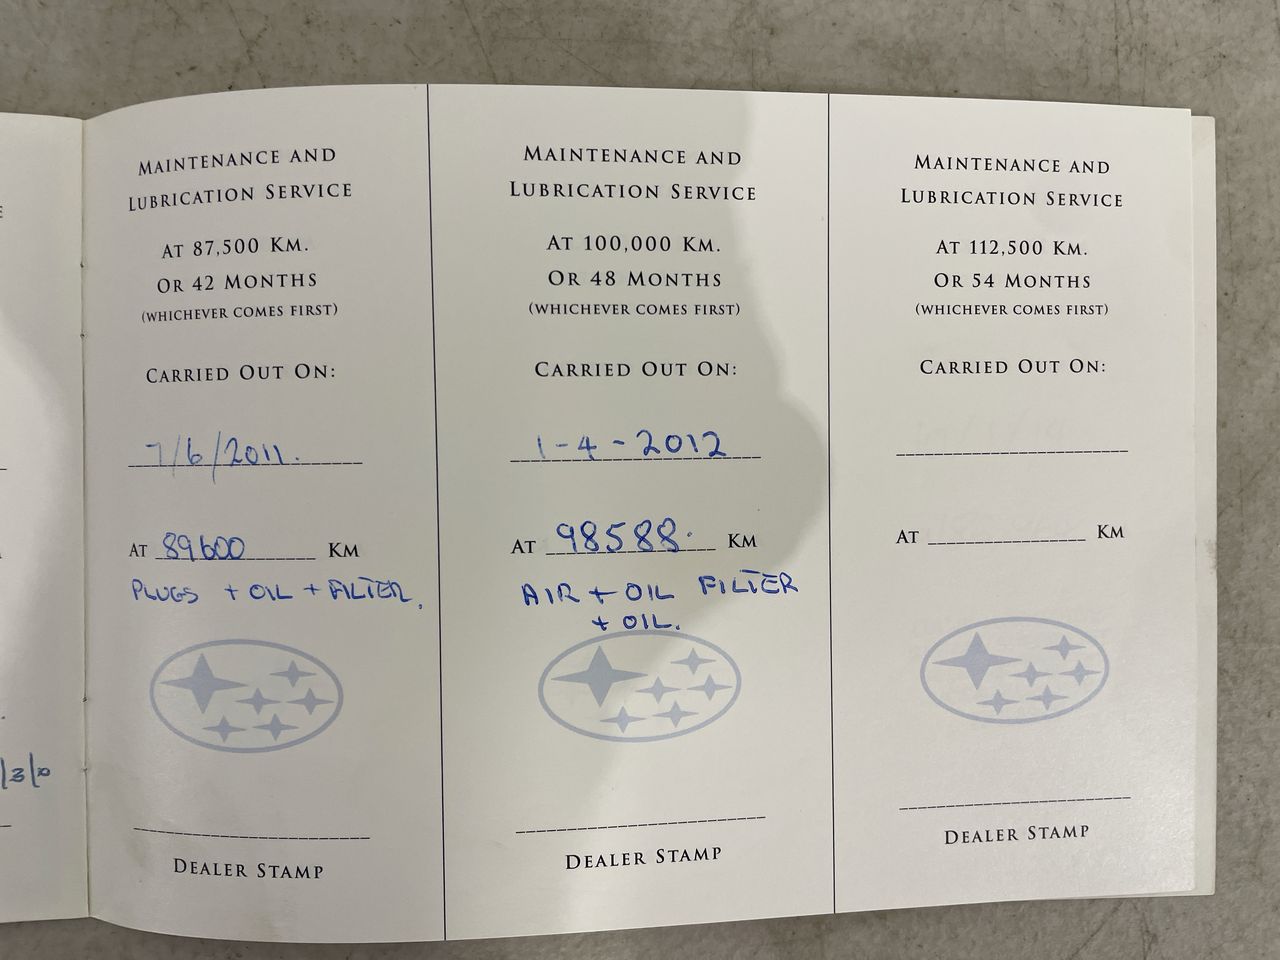 MAINTENANCE AND
LUBRICATION SERVICE
AT 87,500 KM.
OR 42 MONTHS
(WHICHEVER COMES FIRST)
CARRIED OUT ON:
7/6/2011.
AT 89600 KM
PLUGS + OIL + FILTER.
DEALER STAMP
MAINTENANCE AND
LUBRICATION SERVICE
AT 100,000 KM.
OR 48 MONTHS
(WHICHEVER COMES FIRST)
CARRIED OUT ON:
1-4-2012
AT 98588. KM
AIR + OIL FILTER
+ OIL.
DEALER STAMP
MAINTENANCE AND
LUBRICATION SERVICE
AT 112,500 KM.
OR 54 MONTHS
(WHICHEVER COMES FIRST)
CARRIED OUT ON:
AT KM
DEALER STAMP